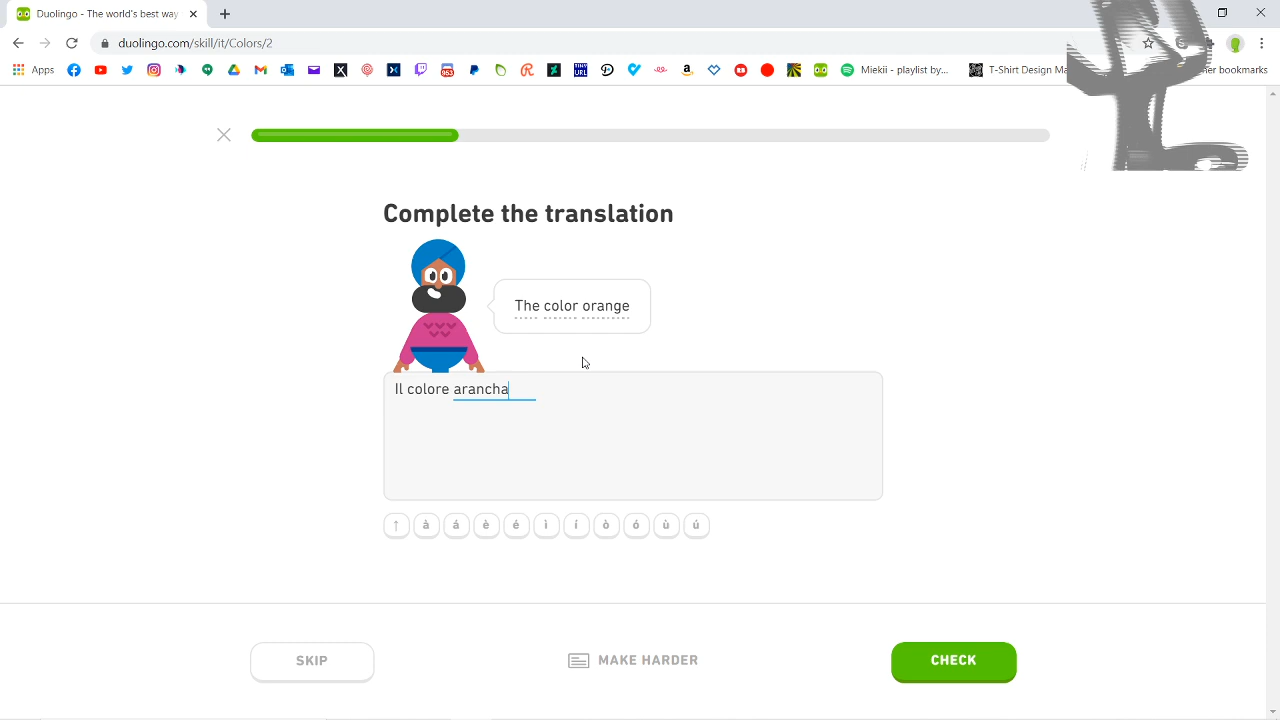 Duolingo - The world's best way
duolingo.com/skill/it/Colors/2
Apps
Miekii - playlist by...
T-Shirt Design Ma
her bookmarks
Complete the translation
The color orange
Il colore arancha
↑ à á è é ì í ò ó ù ú
SKIP
MAKE HARDER
CHECK